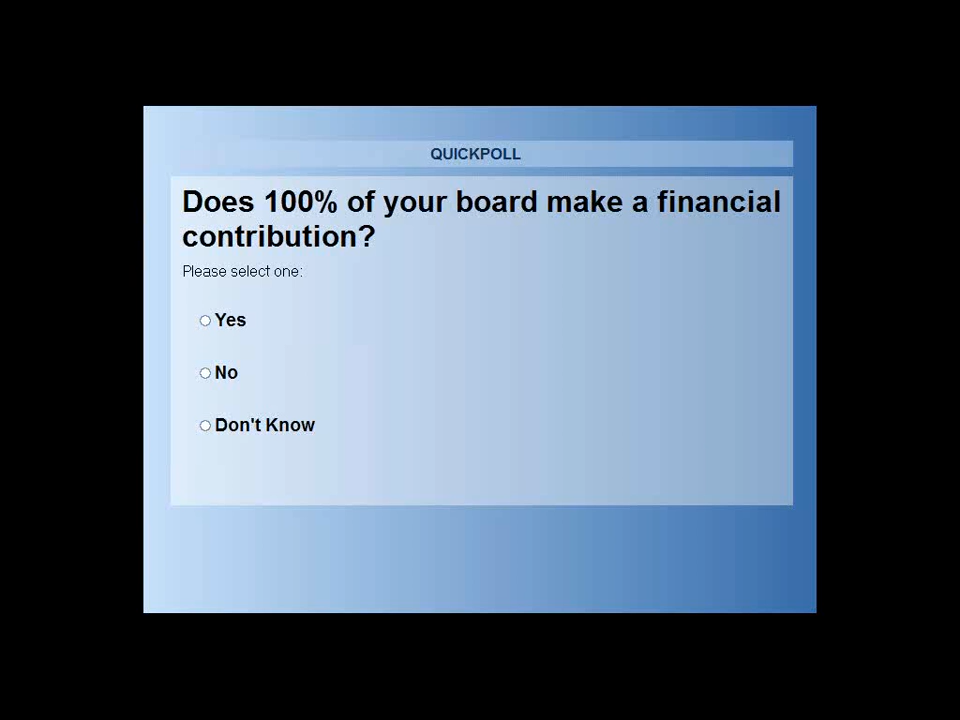 QUICKPOLL
Does 100% of your board make a financial
contribution?
Please select one:
Yes
No
Don't Know